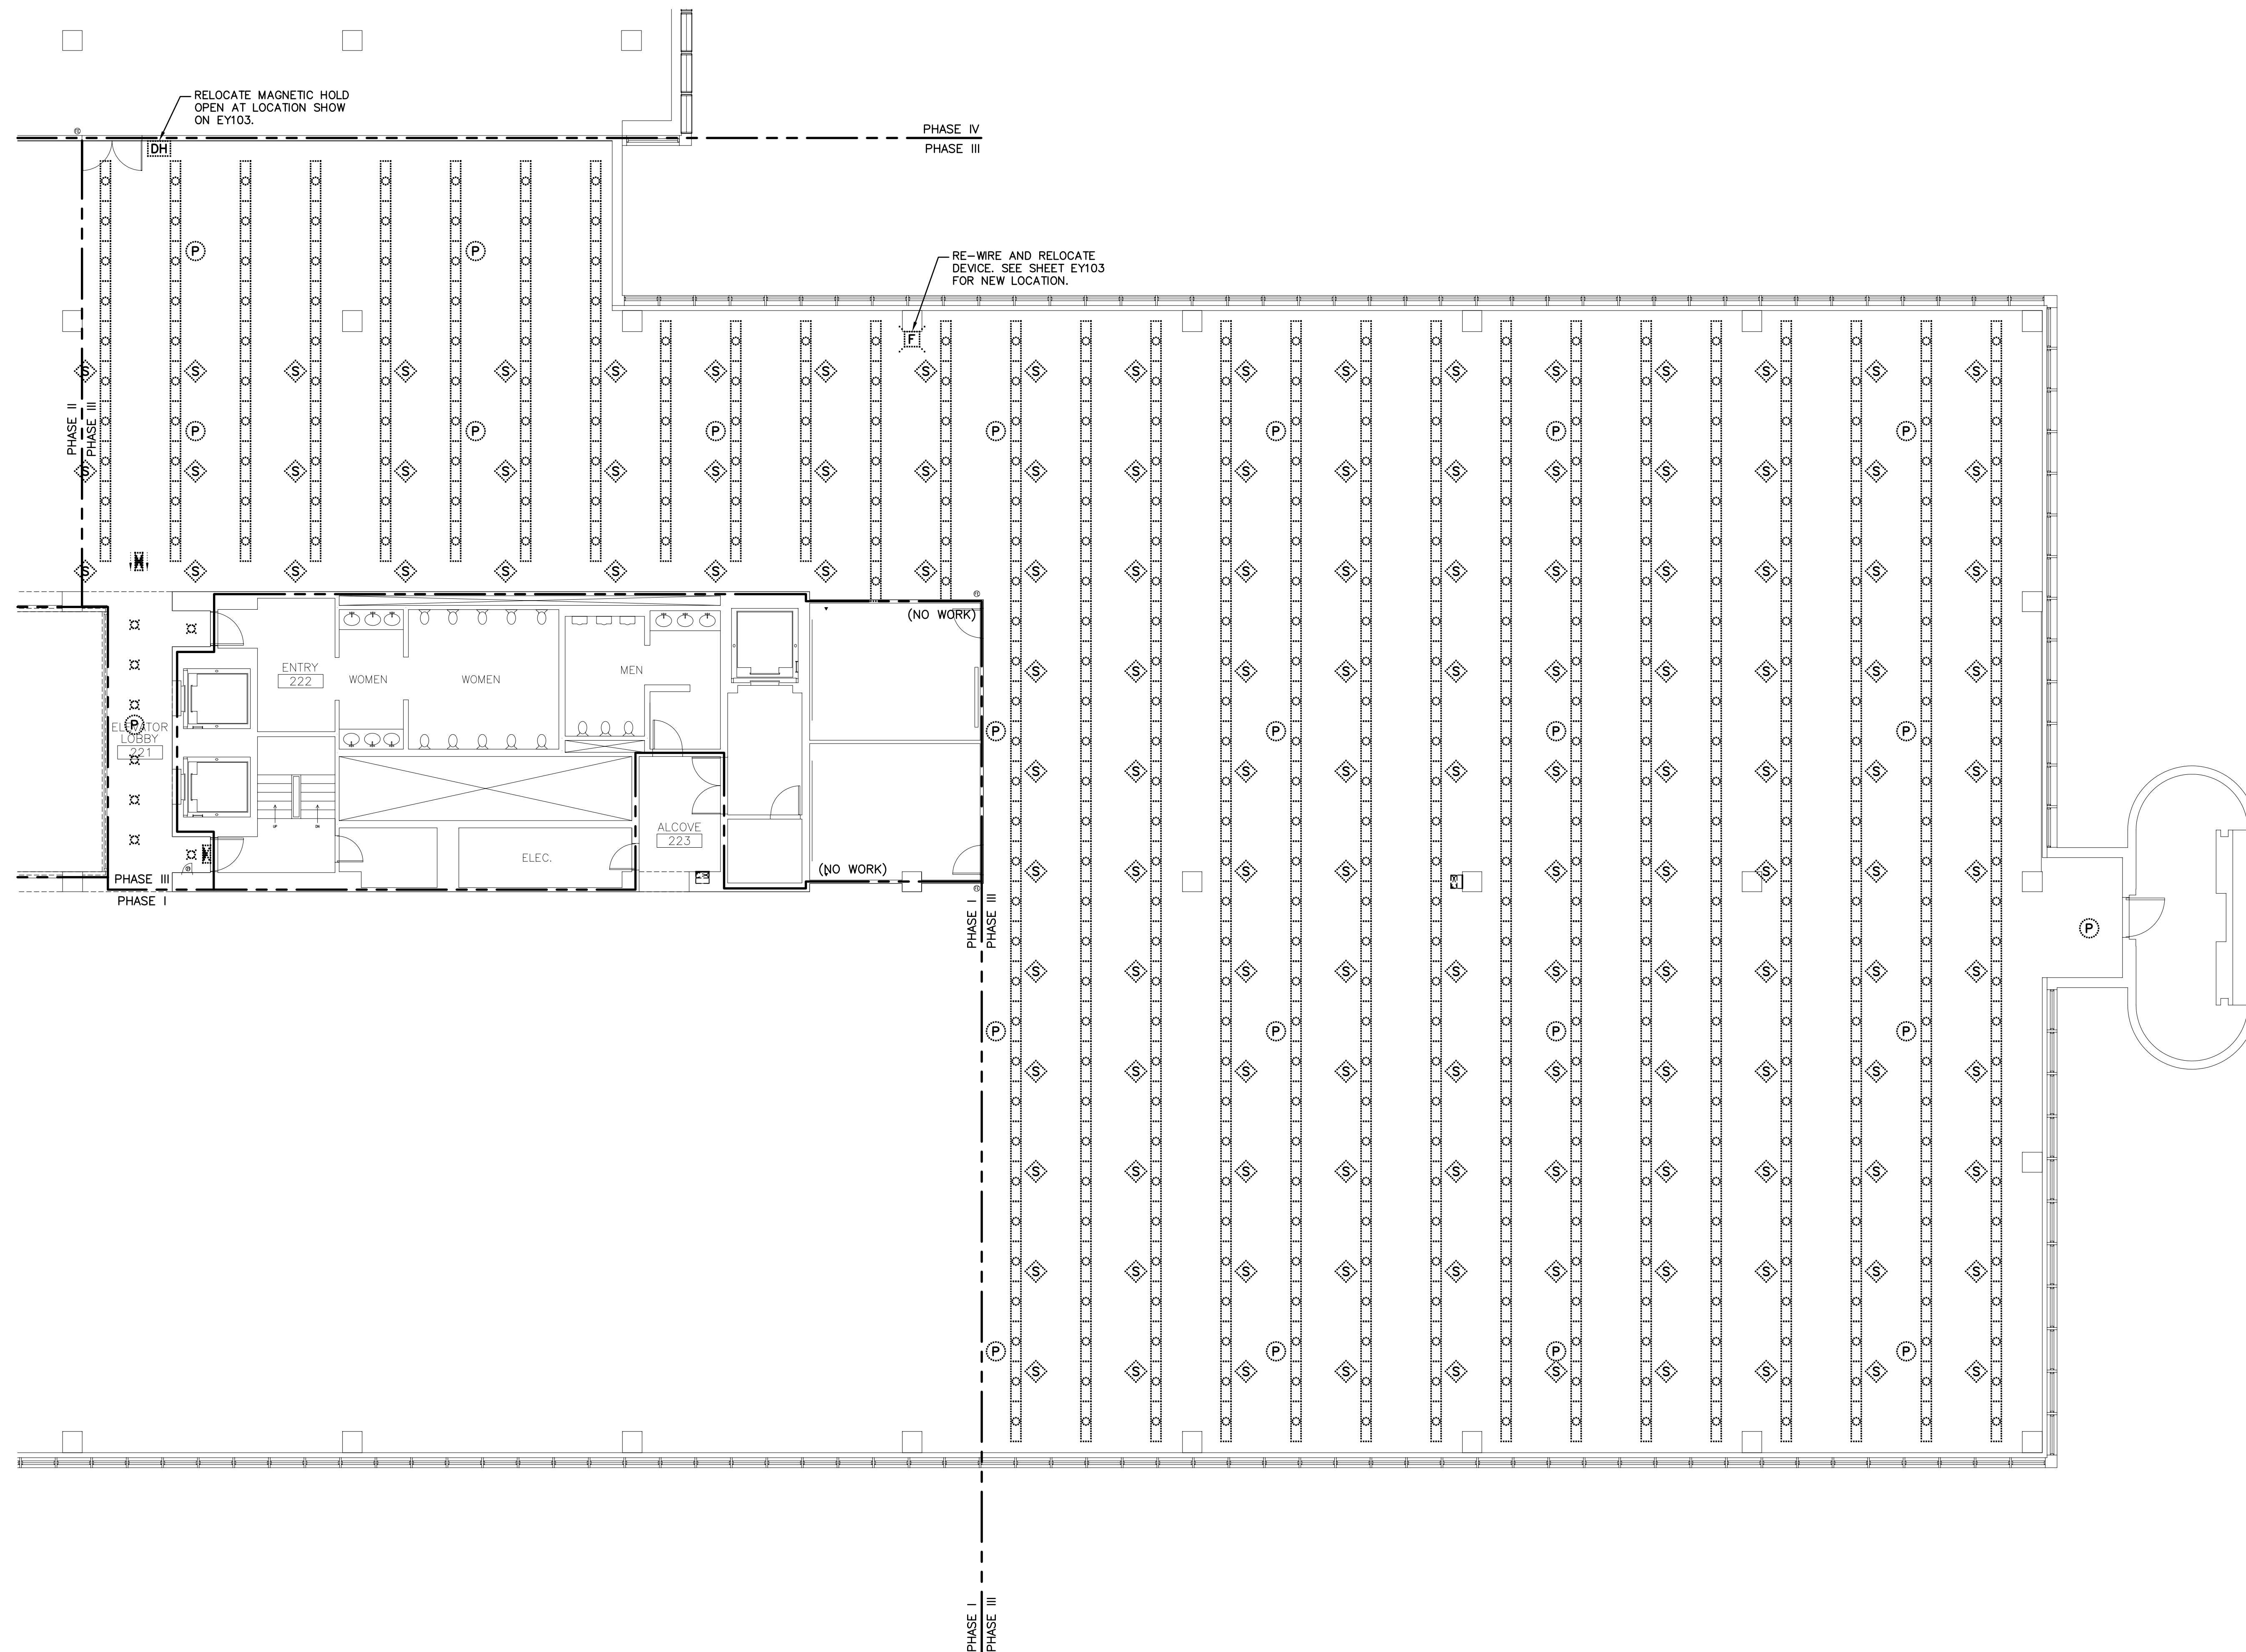 RELOCATE MAGNETIC HOLD
OPEN AT LOCATION SHOW
ON EY103.
DH
PHASE IV
PHASE III
P P
RE-WIRE AND RELOCATE
DEVICE. SEE SHEET EY103
FOR NEW LOCATION.
F
S S S S S S S S S S S S S S S S S S S
PHASE II
PHASE III
P P P P P P P
S S S S S S S S S S S S S S S S S S S
S S S S S S S S S S S S S S S S S S S
(NO WORK)
ENTRY
222
WOMEN
WOMEN
MEN
S S S S S S S S S S
P
ELEVATOR
LOBBY
221
P P P P
S S S S S S S S S S
UP
DN
ALCOVE
223
ELEC.
(NO WORK)
S S S S S S S S S S
PHASE III
PHASE I
PHASE I
PHASE III
P
S S S S S S S S S S
P P P P
S S S S S S S S S S
S S S S S S S S S S
S S S S S S S S S S
P P P P
S S S S S S S S S S
PHASE I
PHASE III